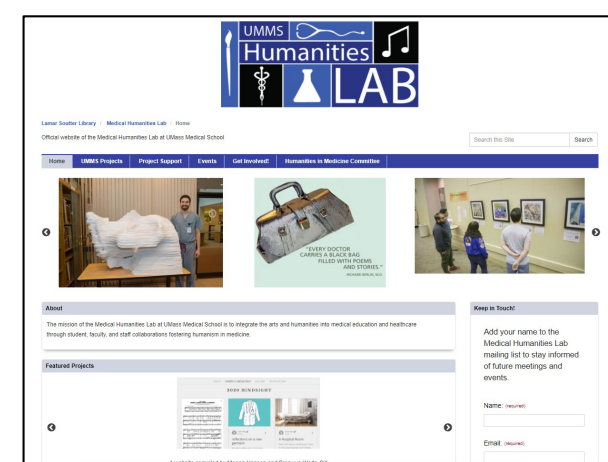 UMMS
Humanities
LAB
Lamar Soutter Library
Medical Humanities Lab
Home
Official website of the Medical Humanities Lab at UMass Medical School
Search this Site
Search
Home
UMMS Projects
Project Support
Events
Get Involved!
Humanities in Medicine Committee
"EVERY DOCTOR
CARRIES A BLACK BAG
FILLED WITH POEMS
AND STORIES."
About
The mission of the Medical Humanities Lab at UMass Medical School is to integrate the arts and humanities into medical education and healthcare
through student, faculty, and staff collaborations fostering humanism in medicine.
Keep in Touch!
Add your name to the
Medical Humanities Lab
mailing list to stay informed
of future meetings and
events.
Name: (required)
Email: (required)
Featured Projects
2020 HINDSIGHT